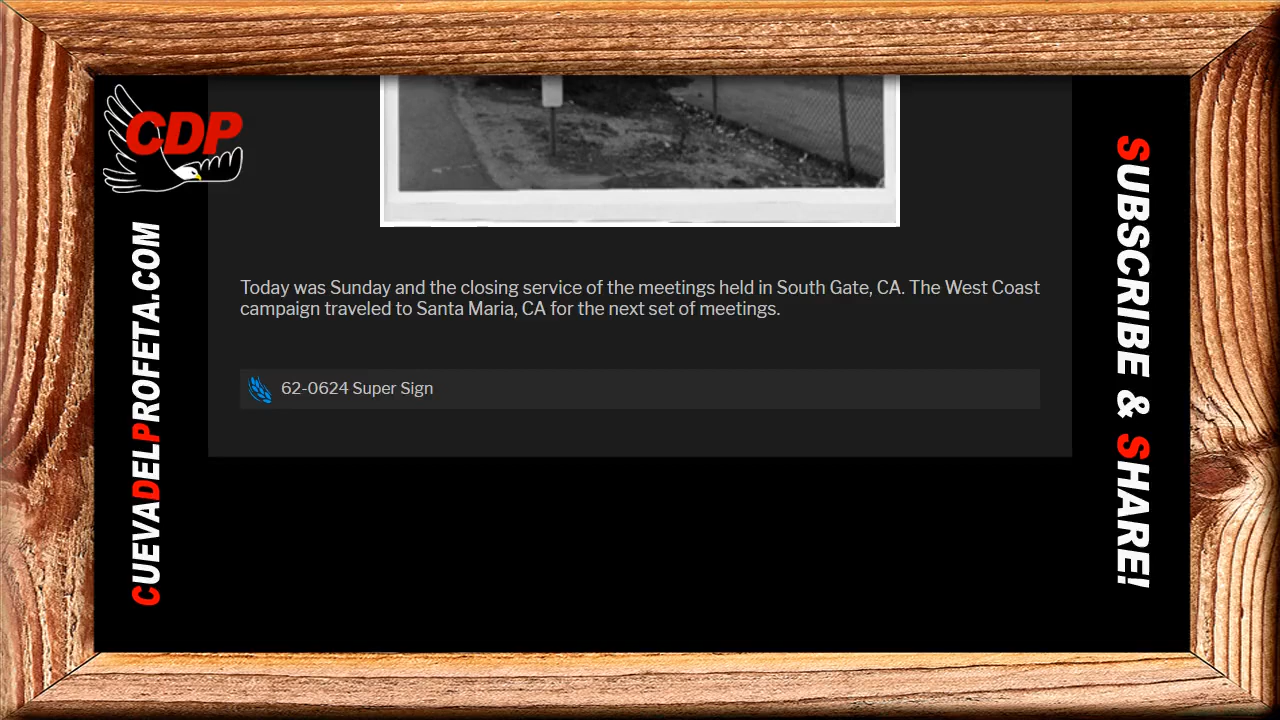 CDP
CUEVADELPROFETA.COM
SUBSCRIBE & SHARE!
Today was Sunday and the closing service of the meetings held in South Gate, CA. The West Coast
campaign traveled to Santa Maria, CA for the next set of meetings.
62-0624 Super Sign